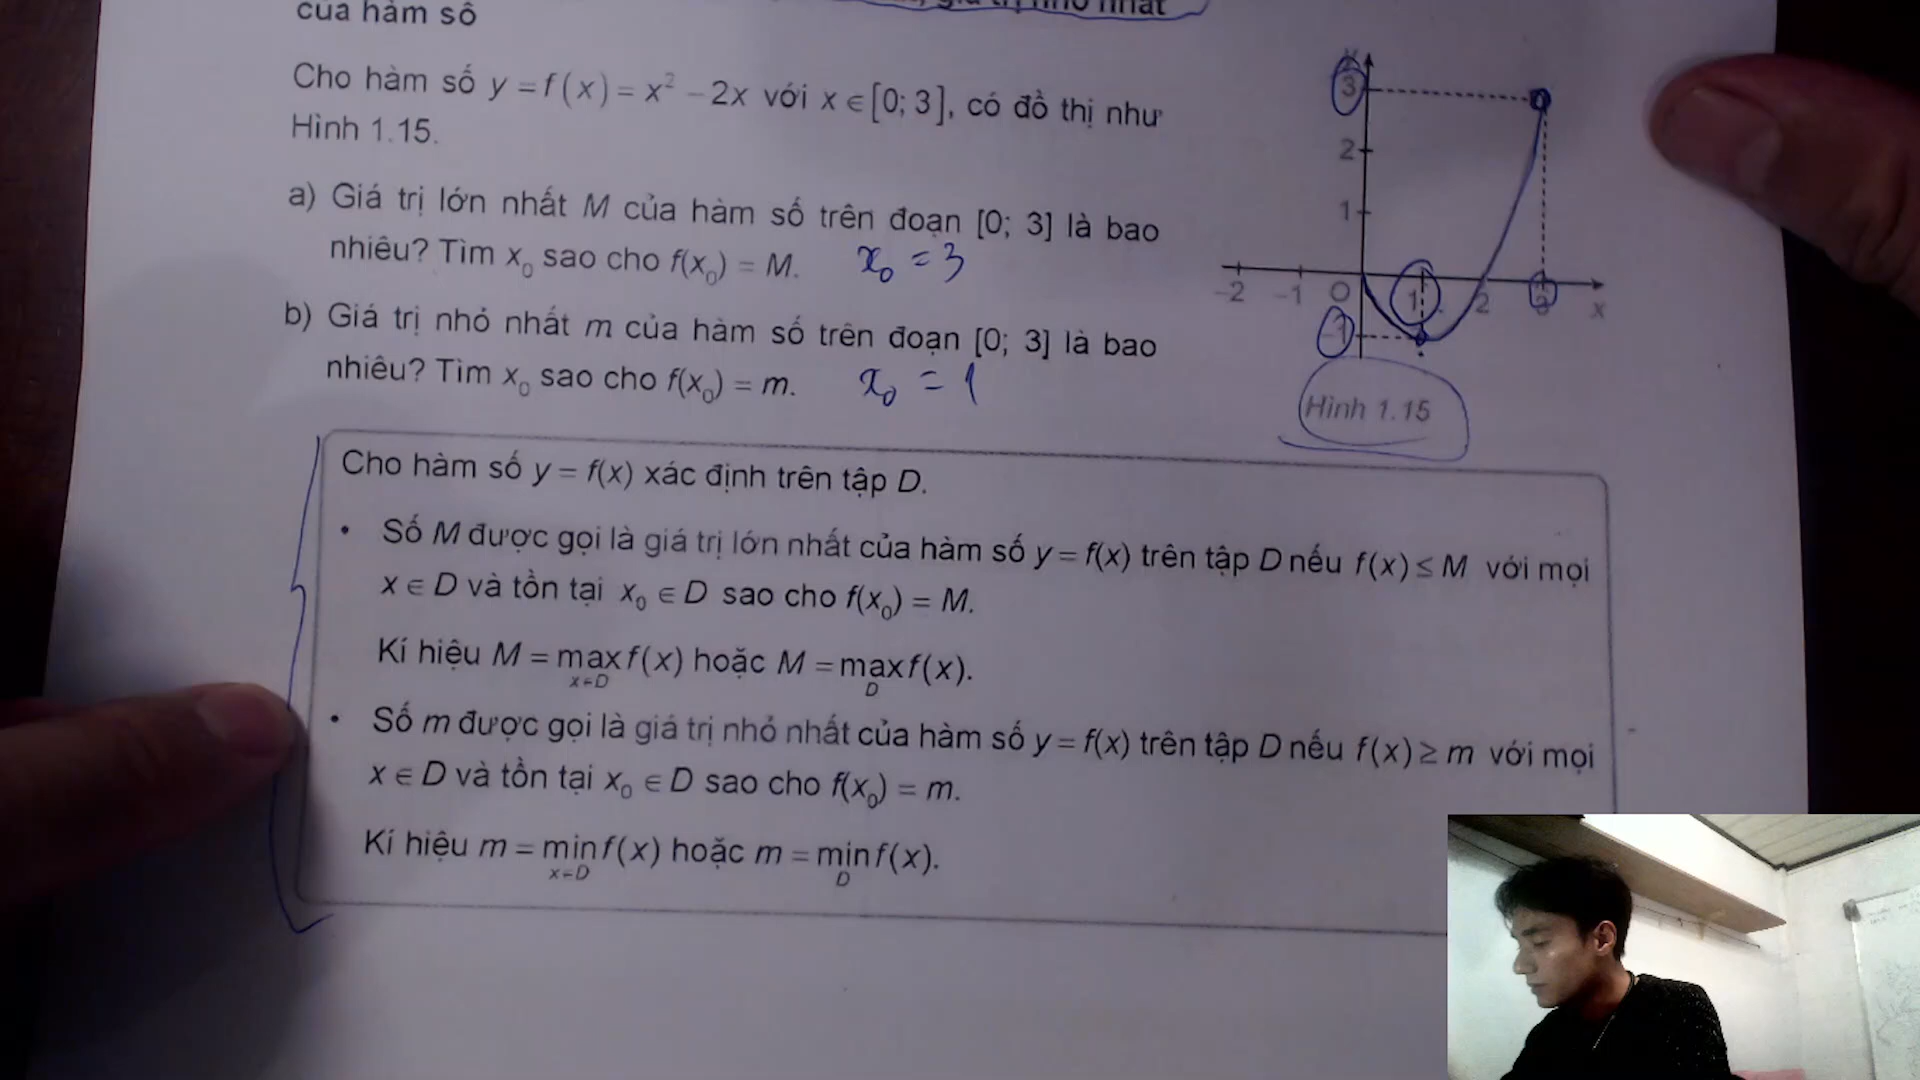 giá trị nhỏ nhất
của hàm số
Cho hàm số y = f(x) = x² – 2x với x ∈ [0; 3], có đồ thị như
Hình 1.15.
a) Giá trị lớn nhất M của hàm số trên đoạn [0; 3] là bao
nhiêu? Tìm x₀ sao cho f(x₀) = M. x₀ = 3
b) Giá trị nhỏ nhất m của hàm số trên đoạn [0; 3] là bao
nhiêu? Tìm x₀ sao cho f(x₀) = m. x₀ = 1
y
3
2
1
-2 -1 O 1 2 3 x
-1
Hình 1.15
Cho hàm số y = f(x) xác định trên tập D.
• Số M được gọi là giá trị lớn nhất của hàm số y = f(x) trên tập D nếu f(x) ≤ M với mọi
x ∈ D và tồn tại x₀ ∈ D sao cho f(x₀) = M.
Kí hiệu M = max f(x) hoặc M = max f(x).
x∈D D
• Số m được gọi là giá trị nhỏ nhất của hàm số y = f(x) trên tập D nếu f(x) ≥ m với mọi
x ∈ D và tồn tại x₀ ∈ D sao cho f(x₀) = m.
Kí hiệu m = min f(x) hoặc m = min f(x).
x∈D D